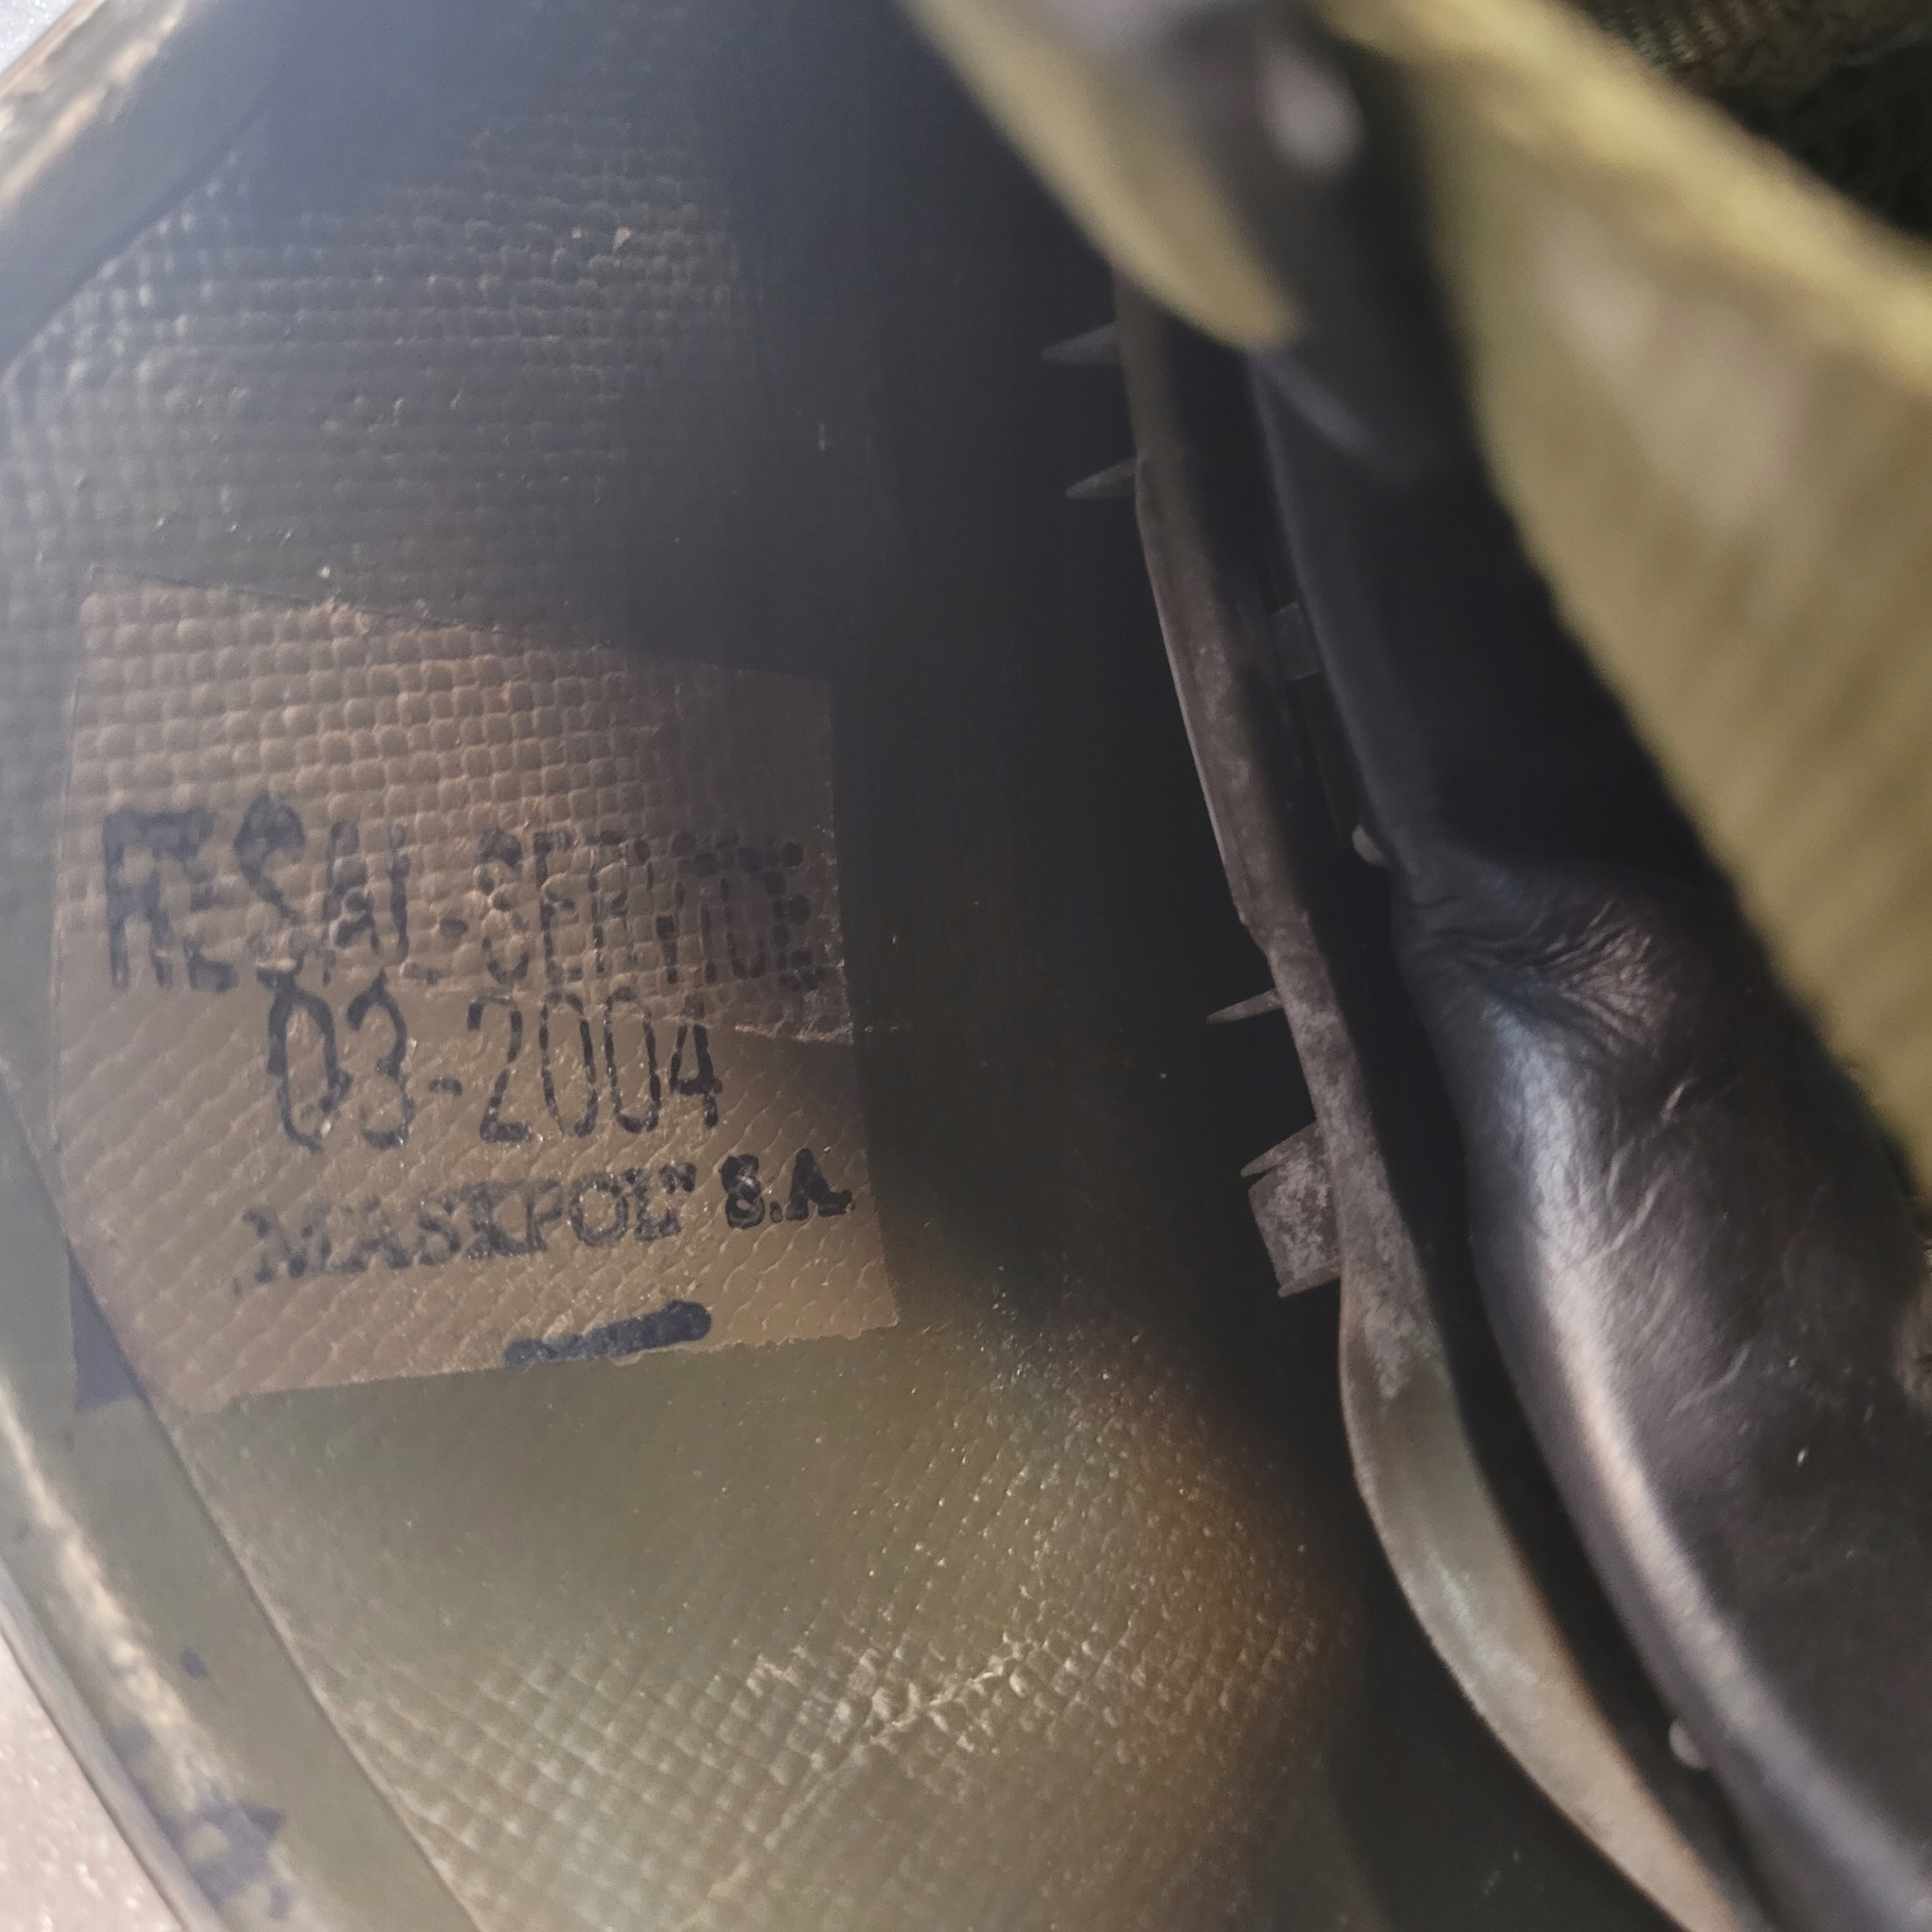 RESAL-SERVICE
03-2004
„MASKPOL” S.A.